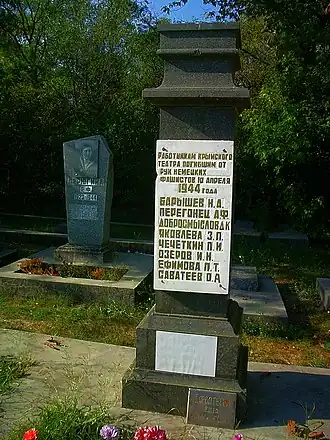 РАБОТНИКАМ КРЫМСКОГО
ТЕАТРА ПОГИБШИМ ОТ
РУК НЕМЕЦКИХ
ФАШИСТОВ 10 АПРЕЛЯ
1944 ГОДА
БАРЫШЕВ Н.А.
ПЕРЕГОНЕЦ А.Ф.
ДОБРОСМЫСЛОВ Д.К
ЯКОВЛЕВА З.П.
ЧЕЧЕТКИН П.И.
ОЗЕРОВ И.Н.
ЕФИМОВА П.Т.
САВАТЕЕВ О.А.